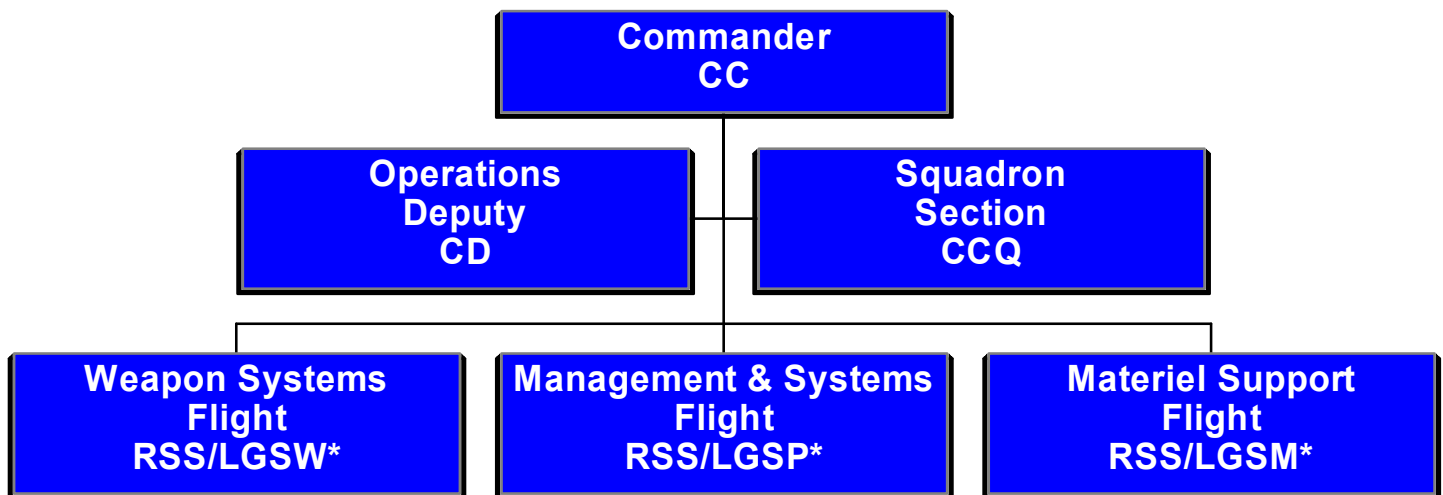 Commander
CC
Operations
Deputy
CD
Squadron
Section
CCQ
Weapon Systems
Flight
RSS/LGSW*
Management & Systems
Flight
RSS/LGSP*
Materiel Support
Flight
RSS/LGSM*